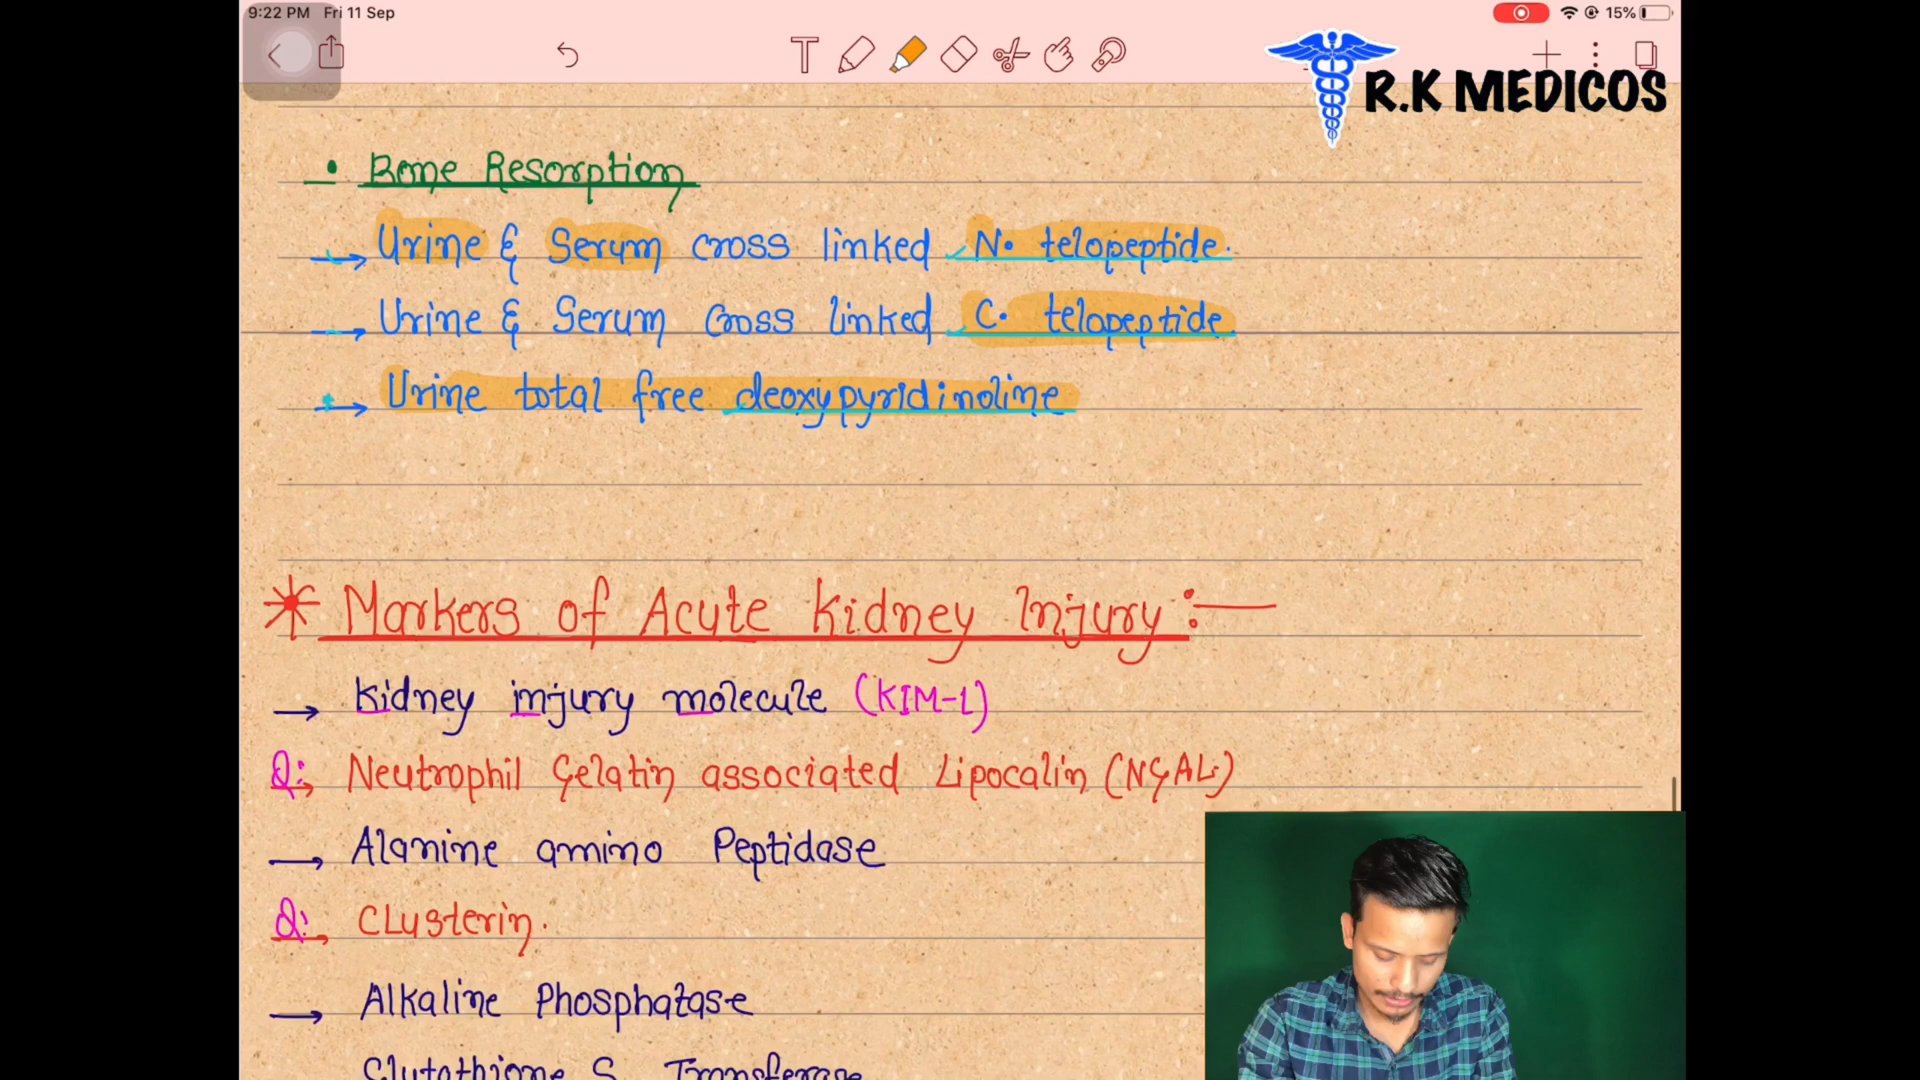 9:22 PM Fri 11 Sep
15%
R.K MEDICOS
• Bone Resorption
→ Urine & Serum cross linked N. telopeptide.
→ Urine & Serum Cross linked C. telopeptide
→ Urine total free deoxypyridinoline
* Markers of Acute Kidney Injury :—
→ Kidney injury molecule (KIM-1)
Q: Neutrophil Gelatin associated Lipocalin (NGAL)
→ Alanine amino Peptidase
Q: Clusterin.
→ Alkaline Phosphatase
Glutathione S Transferase